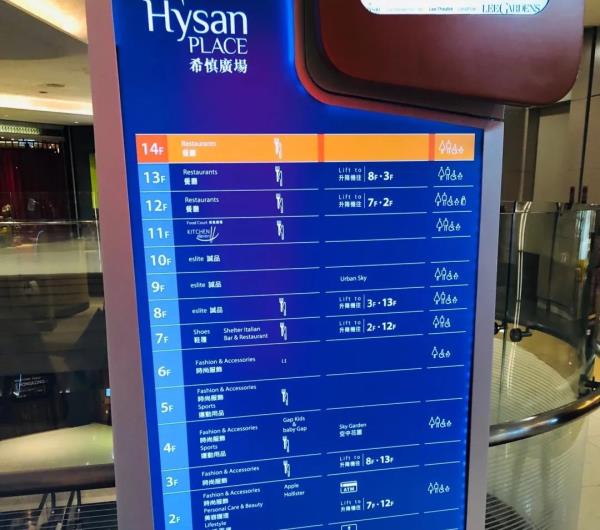 Hysan
PLACE
希慎廣場
Lee Theatre
LEE GARDENS
14F Restaurants
餐廳
13F Restaurants Lift to 8F・3F
餐廳 升降機往
12F Restaurants Lift to 7F・2F
餐廳 升降機往
11F Food Court
KITCHEN
10F eslite 誠品
9F eslite 誠品 Urban Sky
8F eslite 誠品 Lift to 3F・13F
升降機往
7F Shoes Shelter Italian Lift to 2F・12F
鞋履 Bar & Restaurant 升降機往
6F Fashion & Accessories
時尚服飾
5F Fashion & Accessories
時尚服飾
Sports
運動用品
4F Fashion & Accessories Gap Kids Sky Garden
時尚服飾 & baby Gap 空中花園
Sports
運動用品
3F Fashion & Accessories Lift to 8F・13F
時尚服飾 升降機往
2F Fashion & Accessories Apple
時尚服飾 Hollister ATM
Personal Care & Beauty Lift to 7F・12F
美容護理 升降機往
Lifestyle